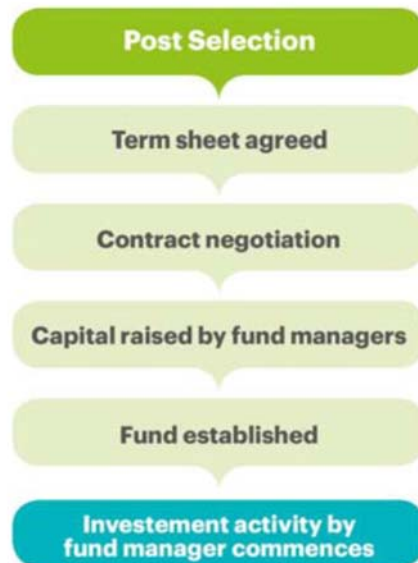 Post Selection
Term sheet agreed
Contract negotiation
Capital raised by fund managers
Fund established
Investement activity by
fund manager commences